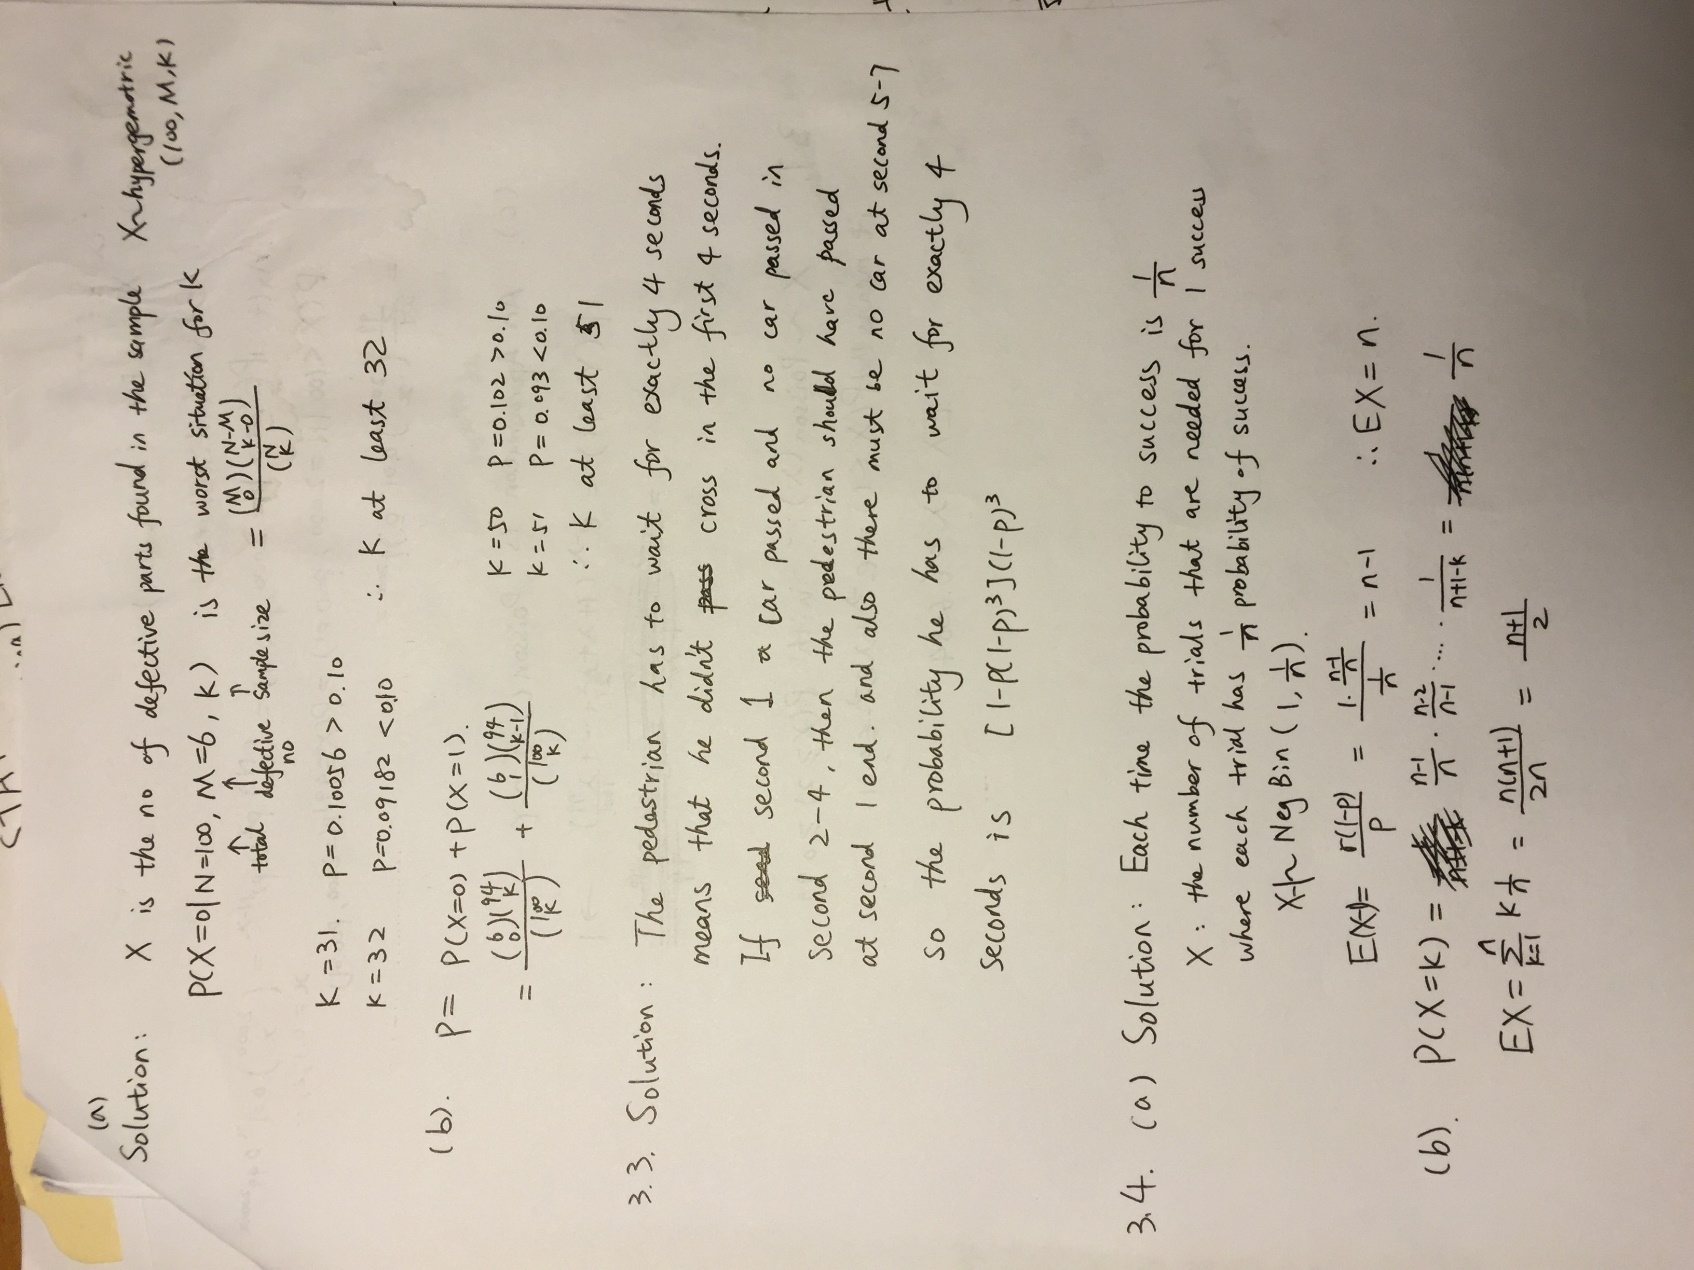 (a)
Solution: X is the no of defective parts found in the sample X~hypergemotric (100, M, K)
P(X=0|N=100, M=6, K) is the worst situation for K
total defective no sample size = (M 0)(N-M K-0) / (N K)
K=31. P=0.10056 > 0.10
K=32 P=0.09182 < 0.10 ∴ K at least 32
(b). P= P(X=0) + P(X=1).
= (6 0)(94 K) / (100 K) + (6 1)(94 K-1) / (100 K)
K=50 P=0.102 > 0.10
K=51 P=0.093 < 0.10
∴ K at least 51
3.3. Solution: The pedestrian has to wait for exactly 4 seconds
means that he didn't pass cross in the first 4 seconds.
If second 1 a car passed and no car passed in
second 2-4, then the pedestrian should have passed
at second 1 end. and also there must be no car at second 5-7
so the probability he has to wait for exactly 4
seconds is [1-p(1-p)³](1-p)³
3.4. (a) Solution: Each time the probability to success is 1/n
X: the number of trials that are needed for 1 success
where each trial has 1/n probability of success.
X-1~NegBin(1, 1/n).
E(X-1)= r(1-p)/p = 1·(n-1)/n / 1/n = n-1 ∴ EX=n.
(b). P(X=k) = n-1/n · n-2/n-1 ..... 1/n+1-k = 1/n
EX= Σ k=1 n k 1/n = n(n+1)/2n = n+1/2